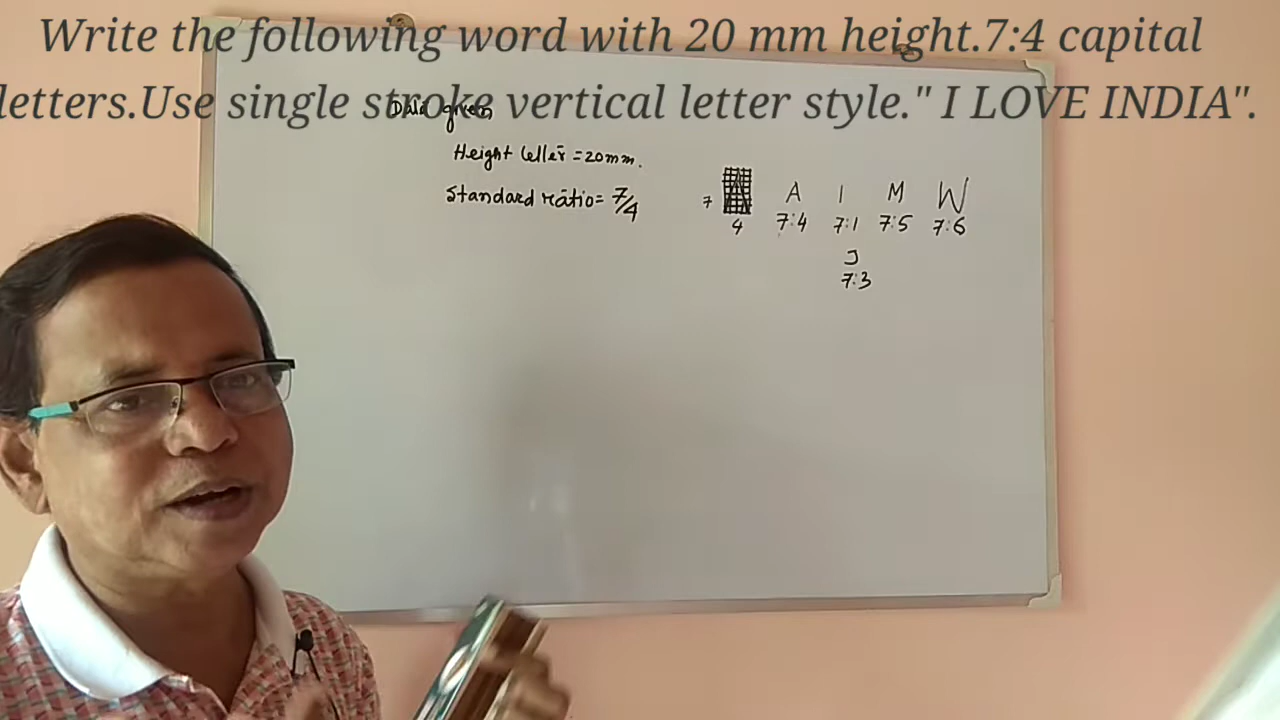 Write the following word with 20 mm height.7:4 capital
letters.Use single stroke vertical letter style." I LOVE INDIA".
Data given
Height letter = 20mm.
Standard ratio = 7/4
7 4
A I M W
7:4 7:1 7:5 7:6
J
7:3